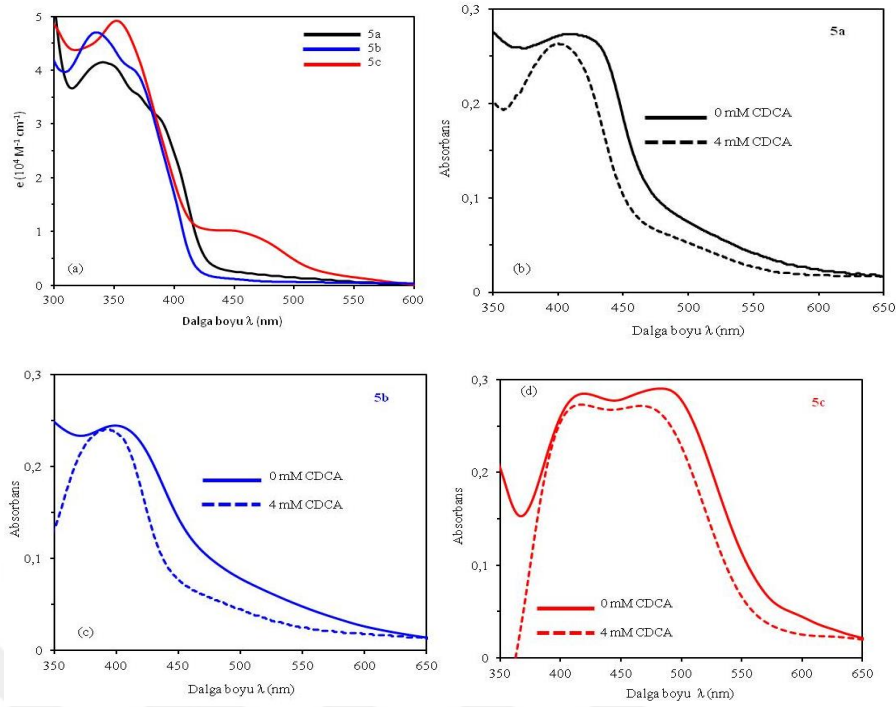 5
4
3
2
1
0
e (10⁴ M⁻¹ cm⁻¹)
5a
5b
5c
(a)
300 350 400 450 500 550 600
Dalga boyu λ (nm)
0,3
0,2
0,1
0
Absorbans
5a
0 mM CDCA
4 mM CDCA
(b)
350 400 450 500 550 600 650
Dalga boyu λ (nm)
0,3
0,2
0,1
0
Absorbans
5b
0 mM CDCA
4 mM CDCA
(c)
350 400 450 500 550 600 650
Dalga boyu λ (nm)
0,3
0,2
0,1
0
Absorbans
(d)
5c
0 mM CDCA
4 mM CDCA
350 400 450 500 550 600 650
Dalga boyu λ (nm)